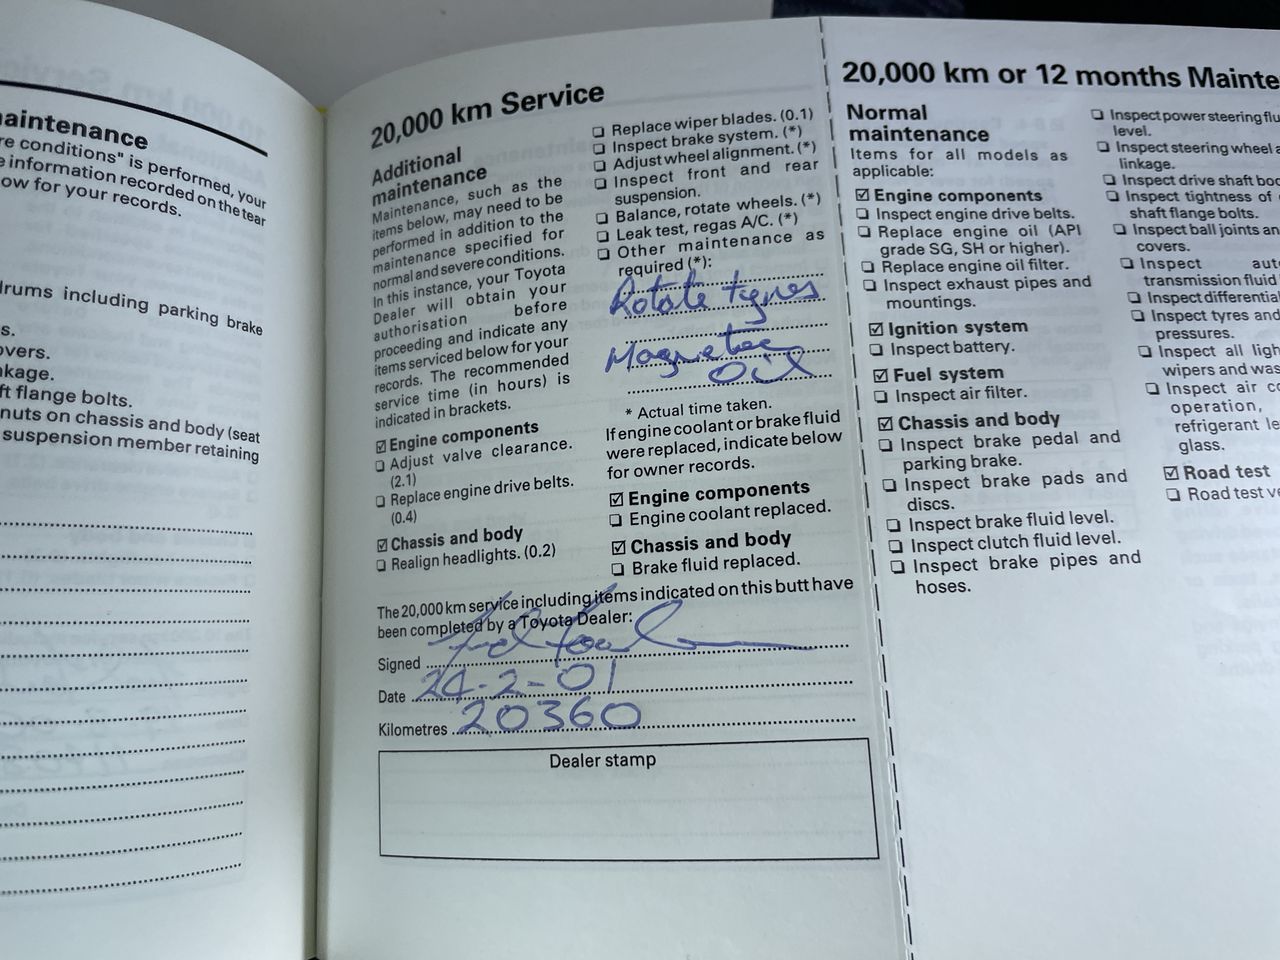 aintenance
re conditions" is performed, your
e information recorded on the tear
ow for your records.
drums including parking brake
s.
overs.
nkage.
ft flange bolts.
nuts on chassis and body (seat
suspension member retaining
20,000 km Service
Additional
maintenance
Maintenance, such as the
items below, may need to be
performed in addition to the
maintenance specified for
normal and severe conditions.
In this instance, your Toyota
Dealer will obtain your
authorisation before
proceeding and indicate any
items serviced below for your
records. The recommended
service time (in hours) is
indicated in brackets.
☑ Engine components
❏ Adjust valve clearance.
(2.1)
❏ Replace engine drive belts.
(0.4)
☑ Chassis and body
❏ Realign headlights. (0.2)
❏ Replace wiper blades. (0.1)
❏ Inspect brake system. (*)
❏ Adjust wheel alignment. (*)
❏ Inspect front and rear
suspension.
❏ Balance, rotate wheels. (*)
❏ Leak test, regas A/C. (*)
❏ Other maintenance as
required (*):
Rotate tyres
Magnetec
Oil
* Actual time taken.
If engine coolant or brake fluid
were replaced, indicate below
for owner records.
☑ Engine components
❏ Engine coolant replaced.
☑ Chassis and body
❏ Brake fluid replaced.
The 20,000 km service including items indicated on this butt have
been completed by a Toyota Dealer:
Signed
Date 24-2-01
Kilometres 20360
Dealer stamp
20,000 km or 12 months Mainte
Normal
maintenance
Items for all models as
applicable:
☑ Engine components
❏ Inspect engine drive belts.
❏ Replace engine oil (API
grade SG, SH or higher).
❏ Replace engine oil filter.
❏ Inspect exhaust pipes and
mountings.
☑ Ignition system
❏ Inspect battery.
☑ Fuel system
❏ Inspect air filter.
☑ Chassis and body
❏ Inspect brake pedal and
parking brake.
❏ Inspect brake pads and
discs.
❏ Inspect brake fluid level.
❏ Inspect clutch fluid level.
❏ Inspect brake pipes and
hoses.
❏ Inspect power steering flu
level.
❏ Inspect steering wheel a
linkage.
❏ Inspect drive shaft boo
❏ Inspect tightness of
shaft flange bolts.
❏ Inspect ball joints an
covers.
❏ Inspect auto
transmission fluid
❏ Inspect differential
❏ Inspect tyres and
pressures.
❏ Inspect all ligh
wipers and was
❏ Inspect air co
operation,
refrigerant le
glass.
☑ Road test
❏ Road test ve